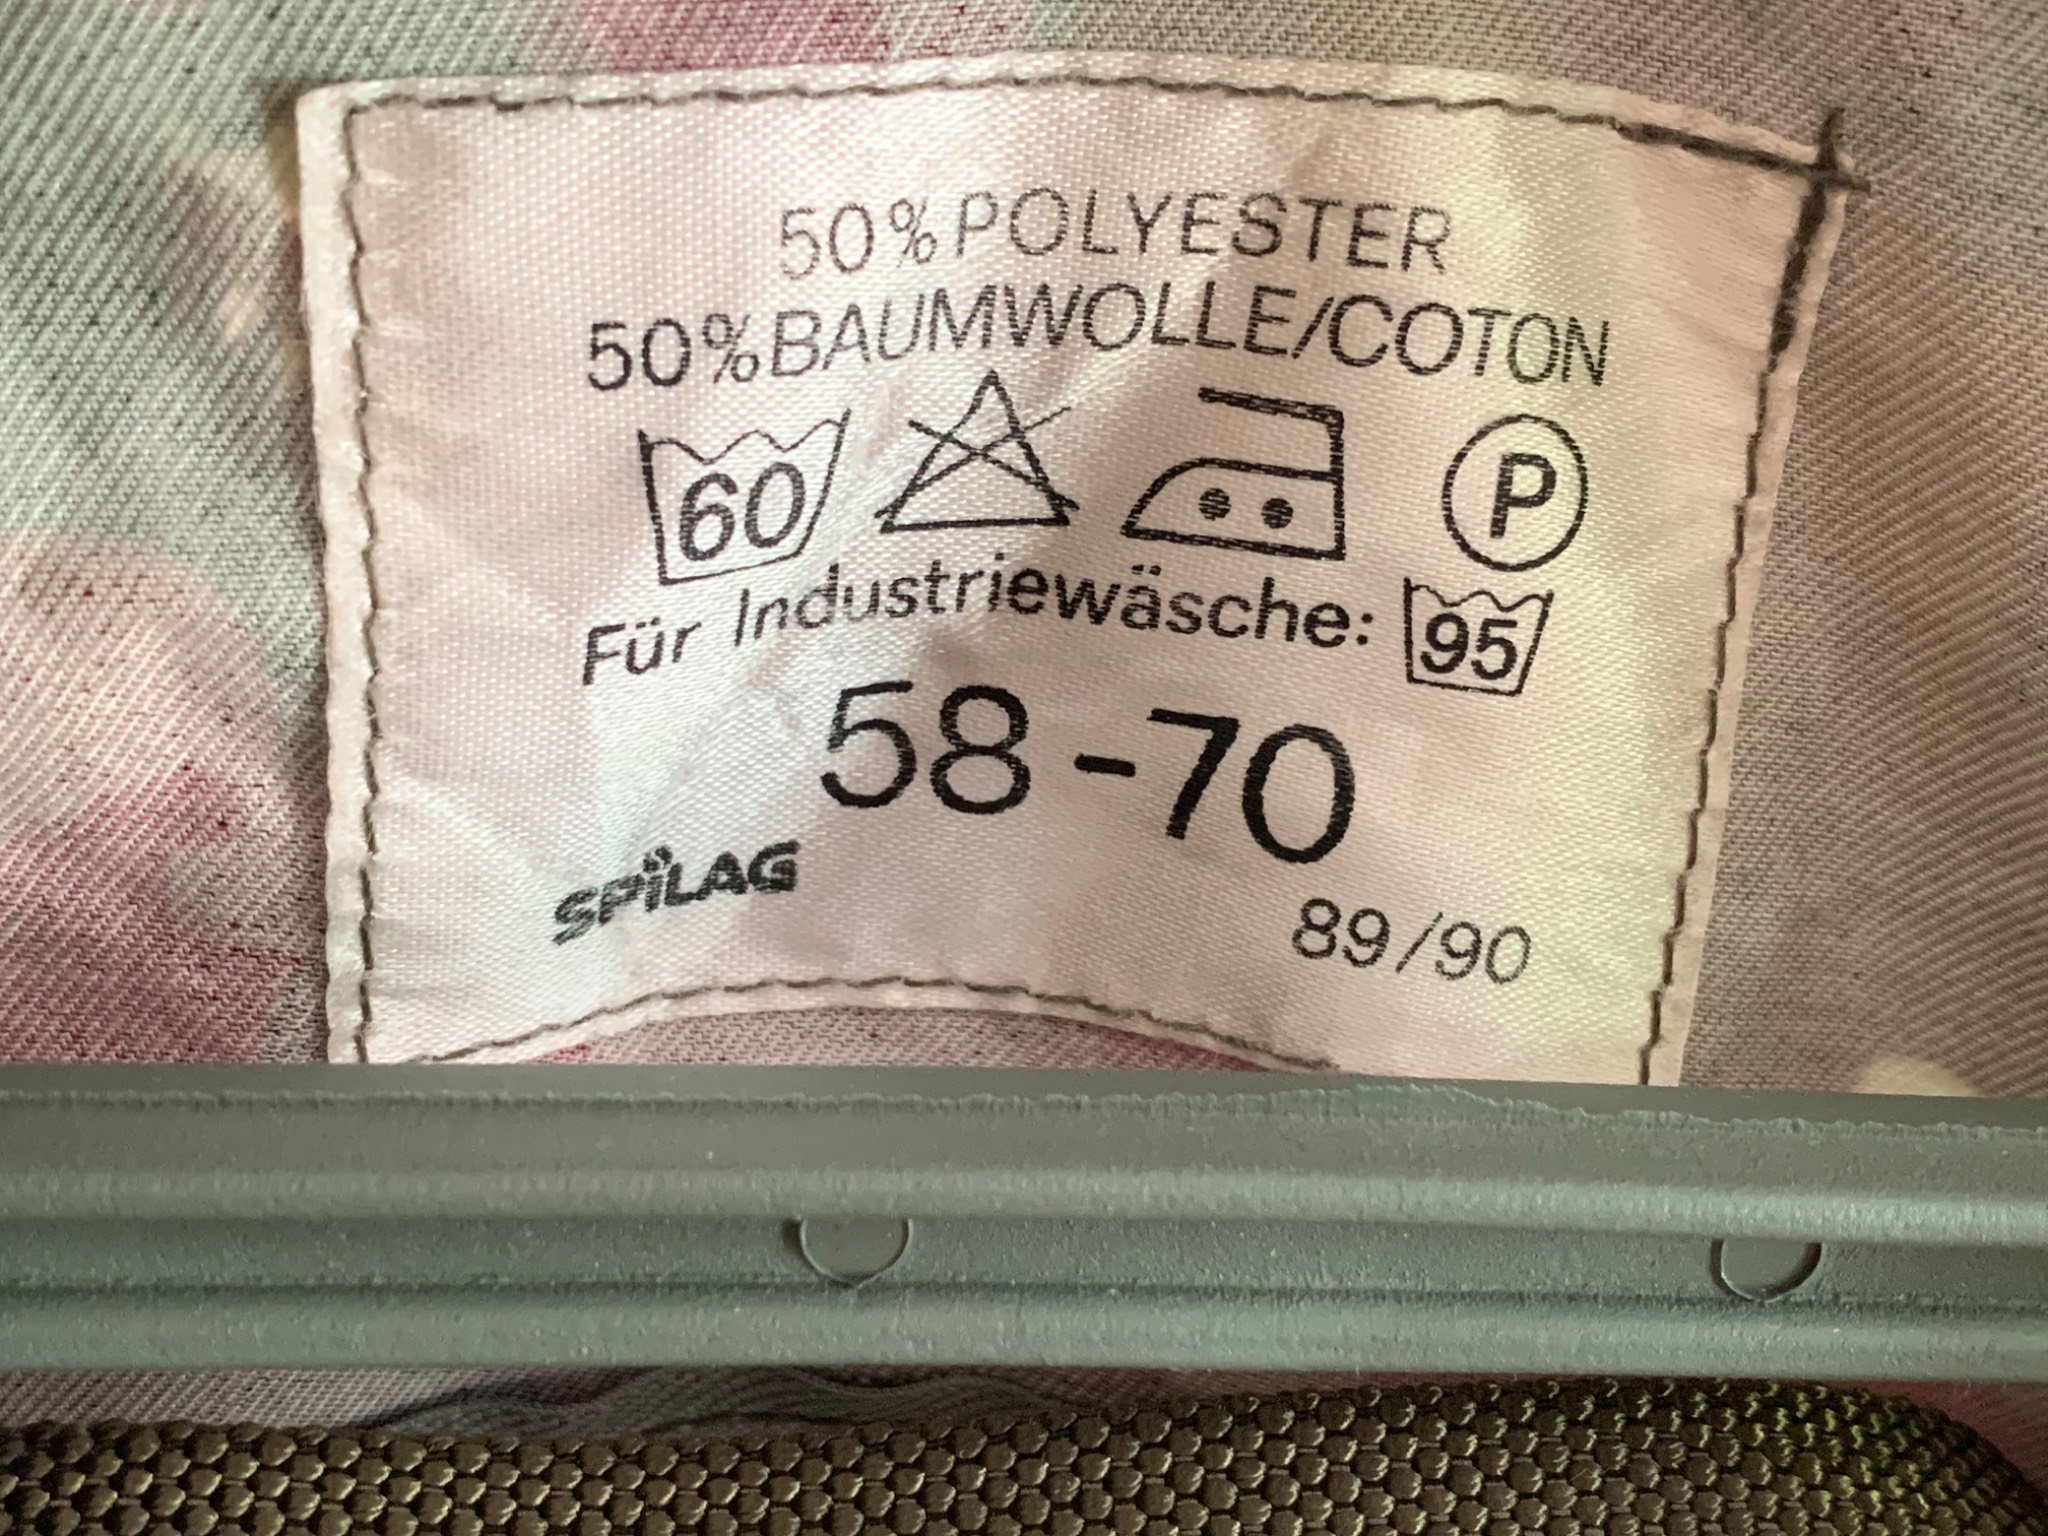 50% POLYESTER
50% BAUMWOLLE/COTON
60 P
Für Industriewäsche: 95
58-70
SPiLAG
89/90